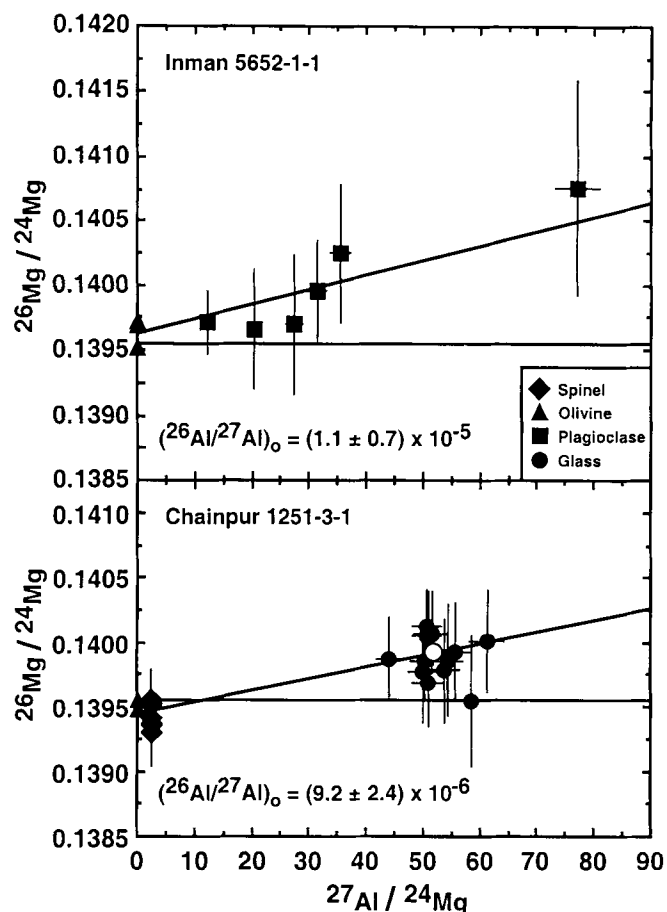 0.1420
Inman 5652-1-1
0.1415
0.1410
0.1405
0.1400
0.1395
0.1390
0.1385
26Mg / 24Mg
Spinel
Olivine
Plagioclase
Glass
(26Al/27Al)o = (1.1 ± 0.7) x 10-5
Chainpur 1251-3-1
0.1410
0.1405
0.1400
0.1395
0.1390
0.1385
26Mg / 24Mg
(26Al/27Al)o = (9.2 ± 2.4) x 10-6
0 10 20 30 40 50 60 70 80 90
27Al / 24Mg